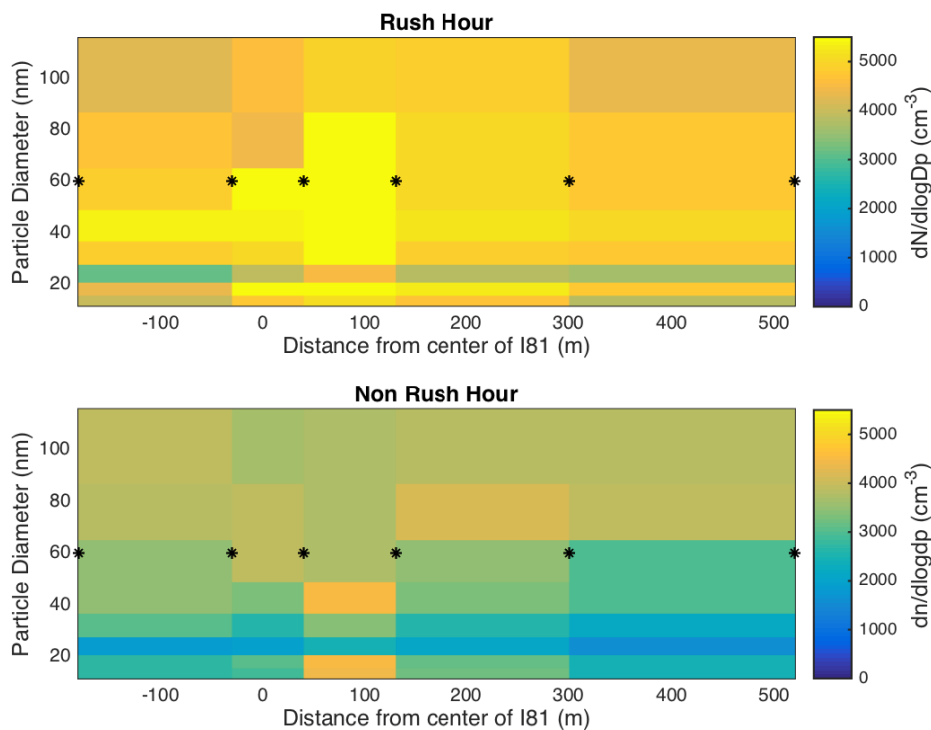 Rush Hour
Particle Diameter (nm)
100
80
60
40
20
-100 0 100 200 300 400 500
Distance from center of I81 (m)
5000
4000
3000
2000
1000
0
dN/dlogDp (cm⁻³)
Non Rush Hour
Particle Diameter (nm)
100
80
60
40
20
-100 0 100 200 300 400 500
Distance from center of I81 (m)
5000
4000
3000
2000
1000
0
dn/dlogdp (cm⁻³)